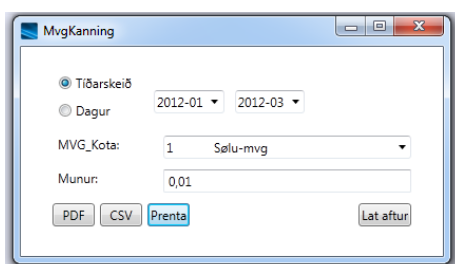 MvgKanning
Tíðarskeið
Dagur
2012-01 2012-03
MVG_Kota: 1 Sølu-mvg
Munur: 0,01
PDF CSV Prenta Lat aftur